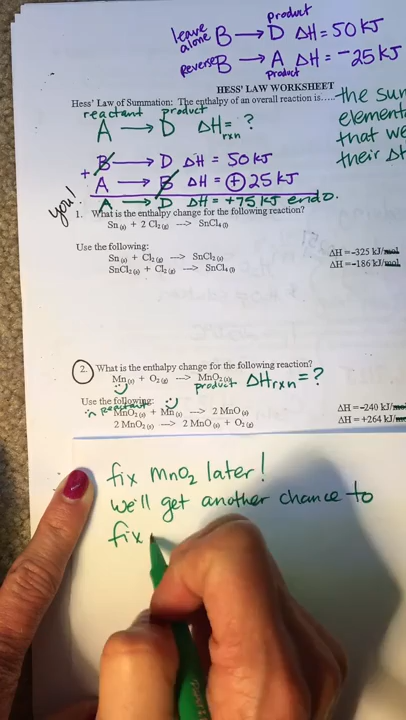 leave alone B → D ΔH = 50 KJ
product
reverse B → A ΔH = -25 KJ
product
HESS' LAW WORKSHEET
Hess' Law of Summation: The enthalpy of an overall reaction is…..the sum
reactant product
A → D ΔHrxn = ?
elementa
that we
their ΔH
+ B → D ΔH = 50 KJ
A → B ΔH = + 25 KJ
you! A → D ΔH = +75 KJ endo.
1. What is the enthalpy change for the following reaction?
Sn (s) + 2 Cl2 (g) --> SnCl4 (l)
Use the following:
Sn (s) + Cl2 (g) --> SnCl2 (s) ΔH = -325 kJ/mol
SnCl2 (s) + Cl2 (g) --> SnCl4 (l) ΔH = -186 kJ/mol
2. What is the enthalpy change for the following reaction?
Mn (s) + O2 (g) --> MnO2 (s) ΔHrxn = ?
product
Use the following:
Reactant
MnO2 (s) + Mn (s) --> 2 MnO (s) ΔH = -240 kJ/
2 MnO2 (s) --> 2 MnO (s) + O2 (g) ΔH = +264 kJ/
fix MnO2 later!
we'll get another chance to
fix